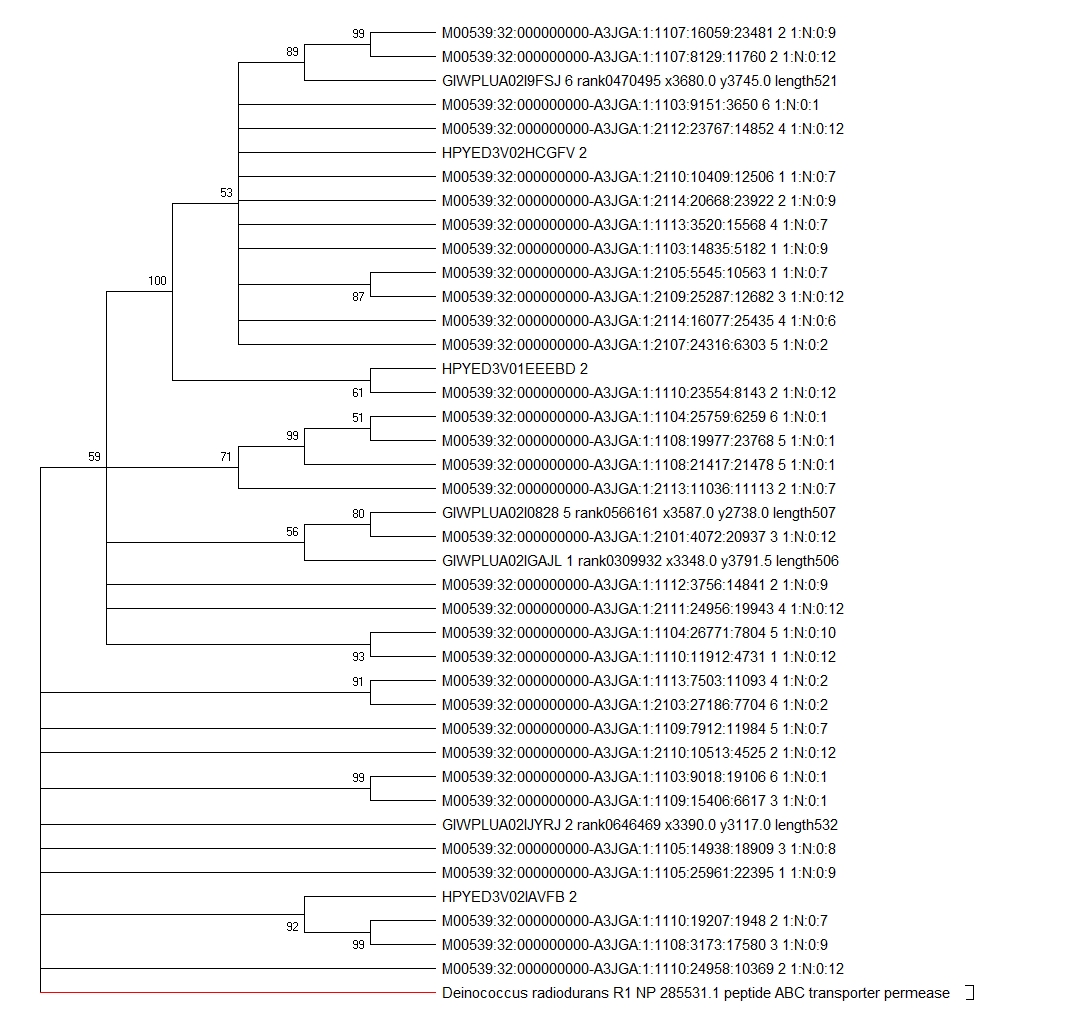 99
M00539:32:000000000-A3JGA:1:1107:16059:23481 2 1:N:0:9
89
M00539:32:000000000-A3JGA:1:1107:8129:11760 2 1:N:0:12
GIWPLUA02I9FSJ 6 rank0470495 x3680.0 y3745.0 length521
M00539:32:000000000-A3JGA:1:1103:9151:3650 6 1:N:0:1
M00539:32:000000000-A3JGA:1:2112:23767:14852 4 1:N:0:12
HPYED3V02HCGFV 2
M00539:32:000000000-A3JGA:1:2110:10409:12506 1 1:N:0:7
53
M00539:32:000000000-A3JGA:1:2114:20668:23922 2 1:N:0:9
M00539:32:000000000-A3JGA:1:1113:3520:15568 4 1:N:0:7
M00539:32:000000000-A3JGA:1:1103:14835:5182 1 1:N:0:9
M00539:32:000000000-A3JGA:1:2105:5545:10563 1 1:N:0:7
100
87
M00539:32:000000000-A3JGA:1:2109:25287:12682 3 1:N:0:12
M00539:32:000000000-A3JGA:1:2114:16077:25435 4 1:N:0:6
M00539:32:000000000-A3JGA:1:2107:24316:6303 5 1:N:0:2
HPYED3V01EEEBD 2
61
M00539:32:000000000-A3JGA:1:1110:23554:8143 2 1:N:0:12
51
M00539:32:000000000-A3JGA:1:1104:25759:6259 6 1:N:0:1
99
M00539:32:000000000-A3JGA:1:1108:19977:23768 5 1:N:0:1
59
71
M00539:32:000000000-A3JGA:1:1108:21417:21478 5 1:N:0:1
M00539:32:000000000-A3JGA:1:2113:11036:11113 2 1:N:0:7
80
GIWPLUA02I0828 5 rank0566161 x3587.0 y2738.0 length507
56
M00539:32:000000000-A3JGA:1:2101:4072:20937 3 1:N:0:12
GIWPLUA02IGAJL 1 rank0309932 x3348.0 y3791.5 length506
M00539:32:000000000-A3JGA:1:1112:3756:14841 2 1:N:0:9
M00539:32:000000000-A3JGA:1:2111:24956:19943 4 1:N:0:12
M00539:32:000000000-A3JGA:1:1104:26771:7804 5 1:N:0:10
93
M00539:32:000000000-A3JGA:1:1110:11912:4731 1 1:N:0:12
91
M00539:32:000000000-A3JGA:1:1113:7503:11093 4 1:N:0:2
M00539:32:000000000-A3JGA:1:2103:27186:7704 6 1:N:0:2
M00539:32:000000000-A3JGA:1:1109:7912:11984 5 1:N:0:7
M00539:32:000000000-A3JGA:1:2110:10513:4525 2 1:N:0:12
99
M00539:32:000000000-A3JGA:1:1103:9018:19106 6 1:N:0:1
M00539:32:000000000-A3JGA:1:1109:15406:6617 3 1:N:0:1
GIWPLUA02IJYRJ 2 rank0646469 x3390.0 y3117.0 length532
M00539:32:000000000-A3JGA:1:1105:14938:18909 3 1:N:0:8
M00539:32:000000000-A3JGA:1:1105:25961:22395 1 1:N:0:9
HPYED3V02IAVFB 2
92
M00539:32:000000000-A3JGA:1:1110:19207:1948 2 1:N:0:7
99
M00539:32:000000000-A3JGA:1:1108:3173:17580 3 1:N:0:9
M00539:32:000000000-A3JGA:1:1110:24958:10369 2 1:N:0:12
Deinococcus radiodurans R1 NP 285531.1 peptide ABC transporter permease